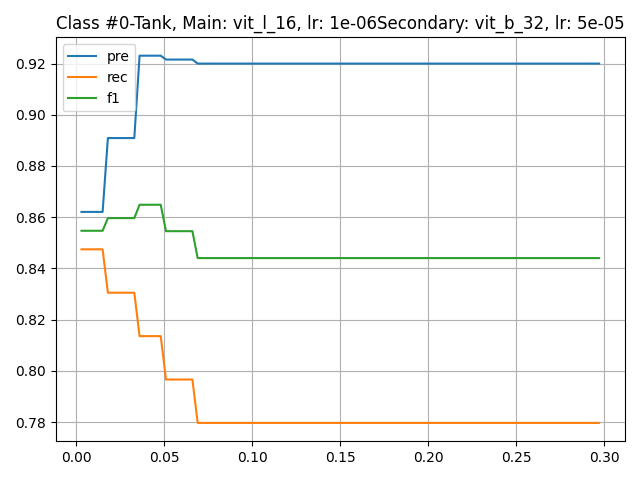 Class #0-Tank, Main: vit_l_16, lr: 1e-06Secondary: vit_b_32, lr: 5e-05
pre
rec
f1
0.92
0.90
0.88
0.86
0.84
0.82
0.80
0.78
0.00 0.05 0.10 0.15 0.20 0.25 0.30